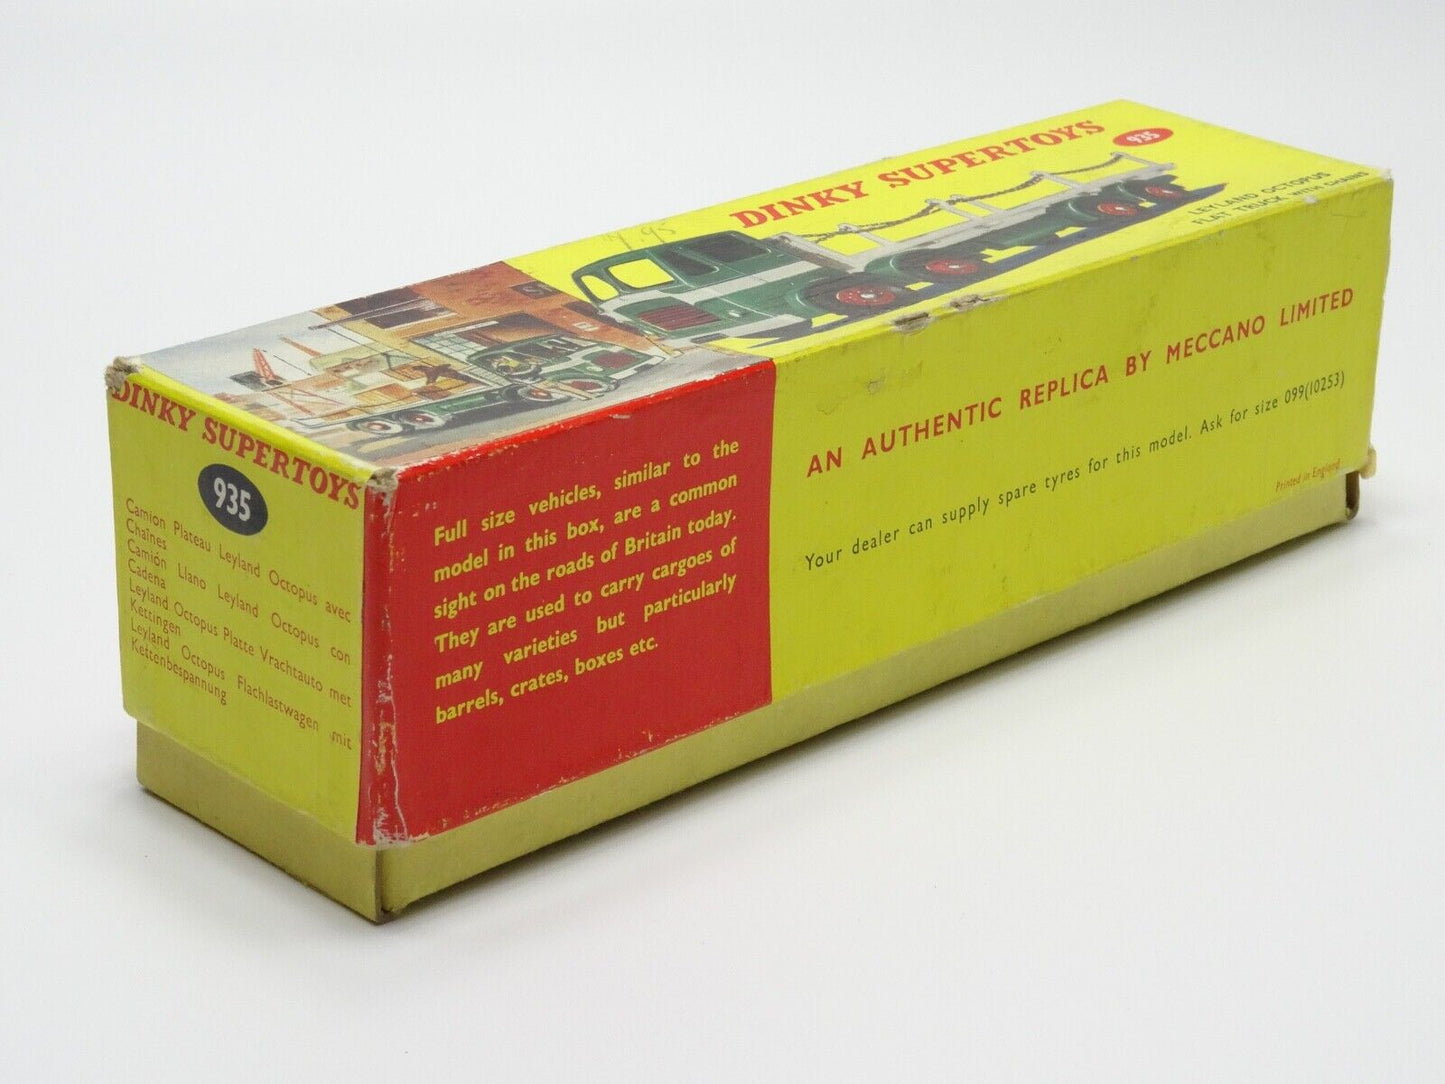 DINKY SUPERTOYS
935
LEYLAND OCTOPUS
FLAT TRUCK WITH CHAINS
DINKY SUPERTOYS
935
Camion Plateau Leyland Octopus avec
Chaînes
Camión Llano Leyland Octopus con
Cadena
Leyland Octopus Platte Vrachtauto met
Kettingen
Leyland Octopus Flachlastwagen mit
Kettenbespannung
Full size vehicles, similar to the
model in this box, are a common
sight on the roads of Britain today.
They are used to carry cargoes of
many varieties but particularly
barrels, crates, boxes etc.
AN AUTHENTIC REPLICA BY MECCANO LIMITED
Your dealer can supply spare tyres for this model. Ask for size 099(10253)
Printed in England